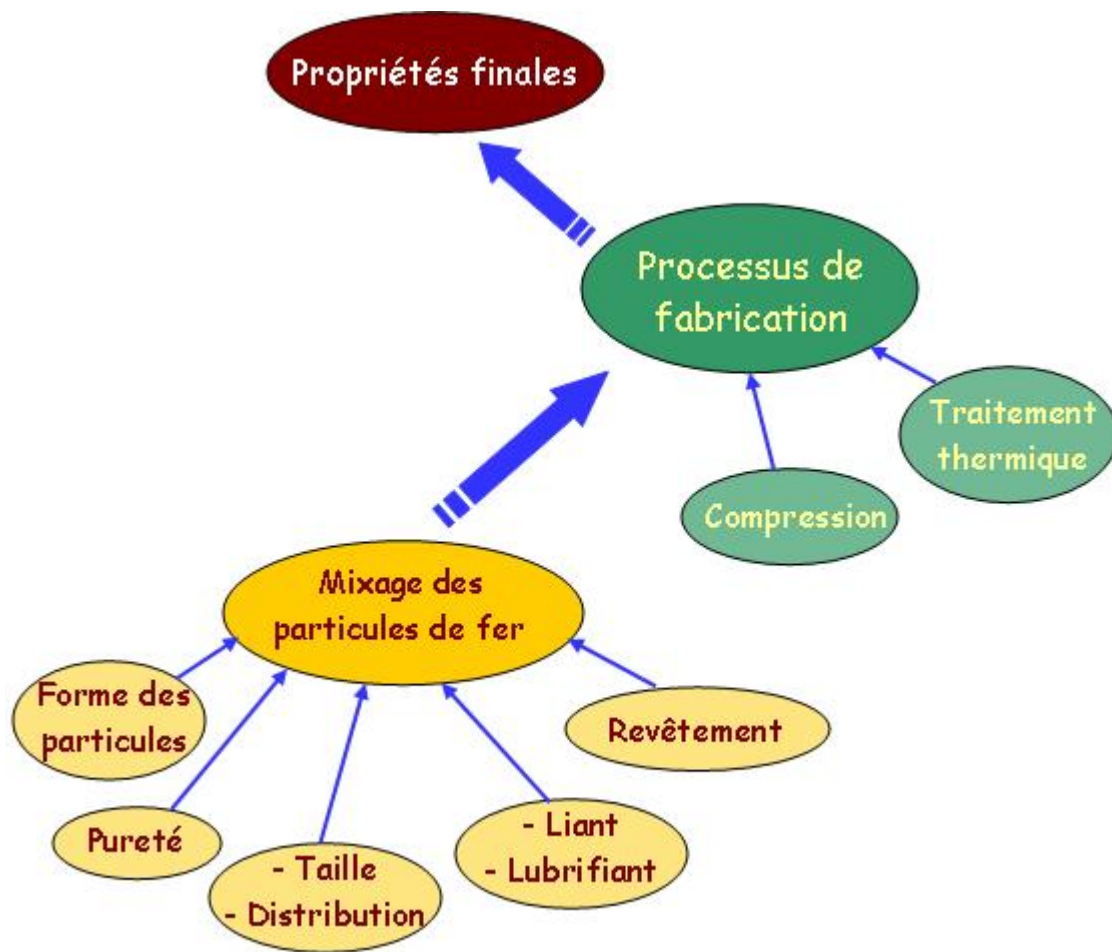 Propriétés finales
Processus de
fabrication
Traitement
thermique
Compression
Mixage des
particules de fer
Forme des
particules
Revêtement
Pureté
- Taille
- Distribution
- Liant
- Lubrifiant